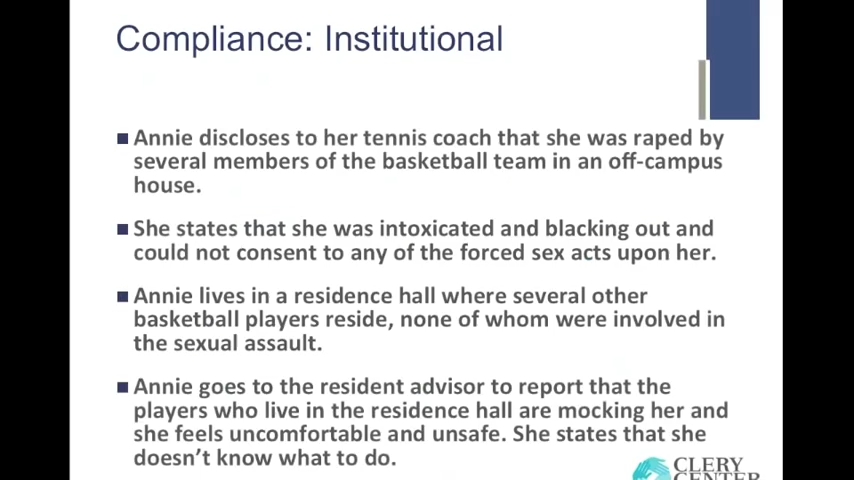 Compliance: Institutional
Annie discloses to her tennis coach that she was raped by
several members of the basketball team in an off-campus
house.
She states that she was intoxicated and blacking out and
could not consent to any of the forced sex acts upon her.
Annie lives in a residence hall where several other
basketball players reside, none of whom were involved in
the sexual assault.
Annie goes to the resident advisor to report that the
players who live in the residence hall are mocking her and
she feels uncomfortable and unsafe. She states that she
doesn’t know what to do.
CLERY
CENTER